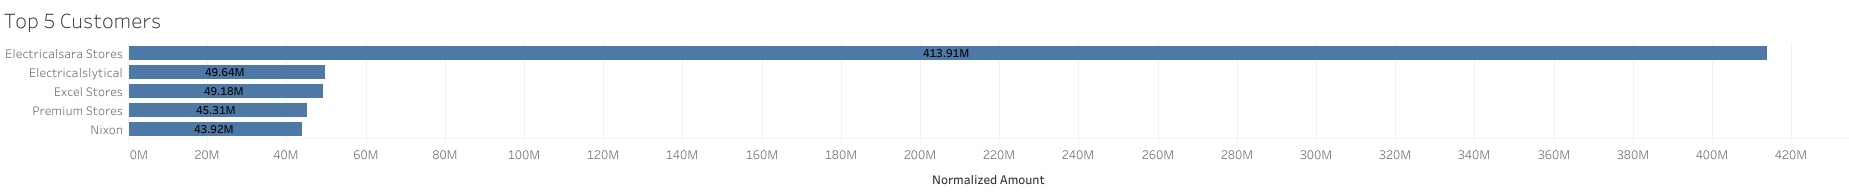 Top 5 Customers
Electricalsara Stores 413.91M
Electricalslytical 49.64M
Excel Stores 49.18M
Premium Stores 45.31M
Nixon 43.92M
0M 20M 40M 60M 80M 100M 120M 140M 160M 180M 200M 220M 240M 260M 280M 300M 320M 340M 360M 380M 400M 420M
Normalized Amount